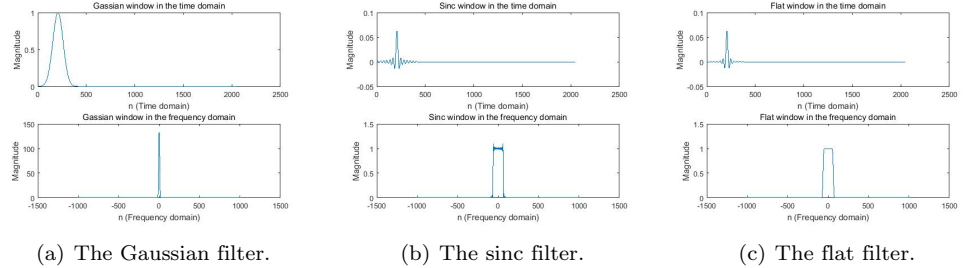 Gassian window in the time domain
Magnitude
1
0.5
0
0 500 1000 1500 2000 2500
n (Time domain)
Gassian window in the frequency domain
Magnitude
150
100
50
0
-1500 -1000 -500 0 500 1000 1500
n (Frequency domain)
(a) The Gaussian filter.
Sinc window in the time domain
Magnitude
0.1
0.05
0
-0.05
0 500 1000 1500 2000 2500
n (Time domain)
Sinc window in the frequency domain
Magnitude
1.5
1
0.5
0
-1500 -1000 -500 0 500 1000 1500
n (Frequency domain)
(b) The sinc filter.
Flat window in the time domain
Magnitude
0.1
0.05
0
-0.05
0 500 1000 1500 2000 2500
n (Time domain)
Flat window in the frequency domain
Magnitude
1.5
1
0.5
0
-1500 -1000 -500 0 500 1000 1500
n (Frequency domain)
(c) The flat filter.